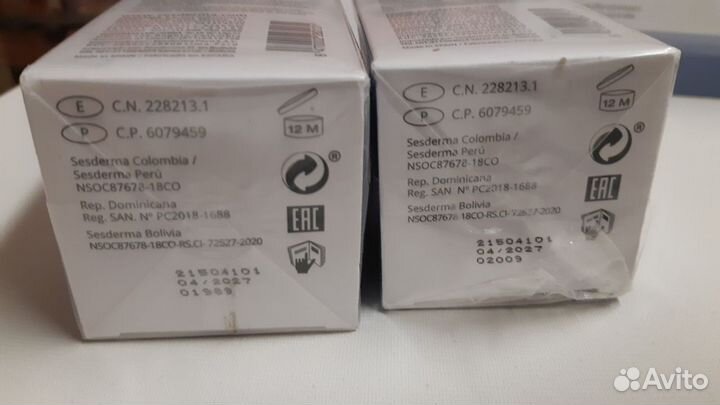 E C.N. 228213.1
P C.P. 6079459
12 M
Sesderma Colombia /
Sesderma Perú
NSOC87678-18CO
Rep. Dominicana
Reg. SAN. Nº PC2018-1688
Sesderma Bolivia
NSOC87678-18CO-RS.CI-72627-2020
®
EAC
21504101
04/2027
01989
E C.N. 228213.1
P C.P. 6079459
12 M
Sesderma Colombia /
Sesderma Perú
NSOC87678-18CO
Rep. Dominicana
Reg. SAN. Nº PC2018-1688
Sesderma Bolivia
NSOC87678-18CO-RS.CI-72627-2020
®
EAC
21504101
04/2027
02009
Avito